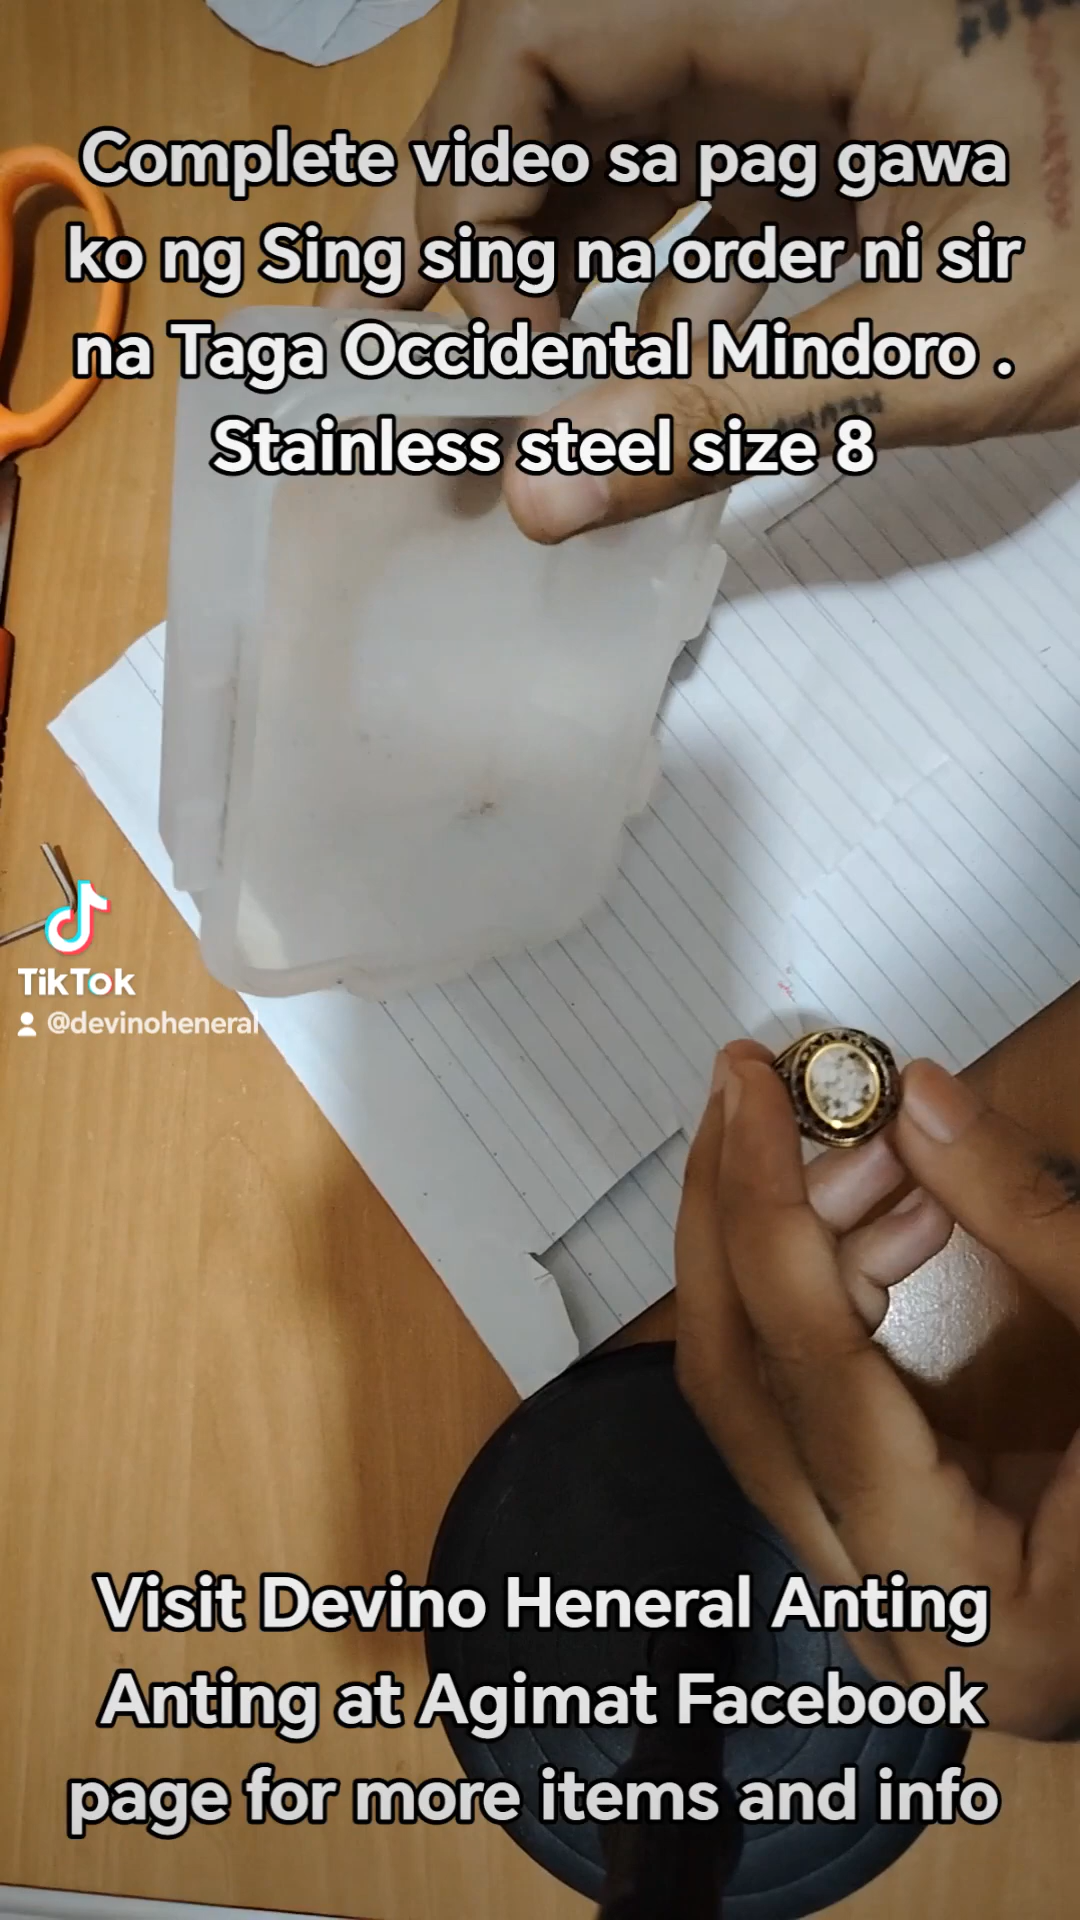 Complete video sa pag gawa
ko ng Sing sing na order ni sir
na Taga Occidental Mindoro .
Stainless steel size 8
TikTok
@devinoheneral
Visit Devino Heneral Anting
Anting at Agimat Facebook
page for more items and info